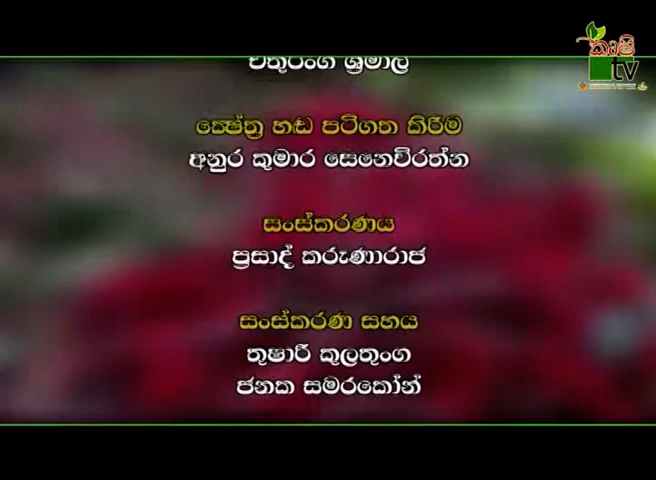 කෘෂි
tv
චතුරංග ශ්‍රීමාල්
ක්‍ෂේත්‍ර හඬ පටිගත කිරීම
අනුර කුමාර සෙනෙවිරත්න
සංස්කරණය
ප්‍රසාද් කරුණාරාජ
සංස්කරණ සහය
තුෂාරී කුලතුංග
ජනක සමරකෝන්